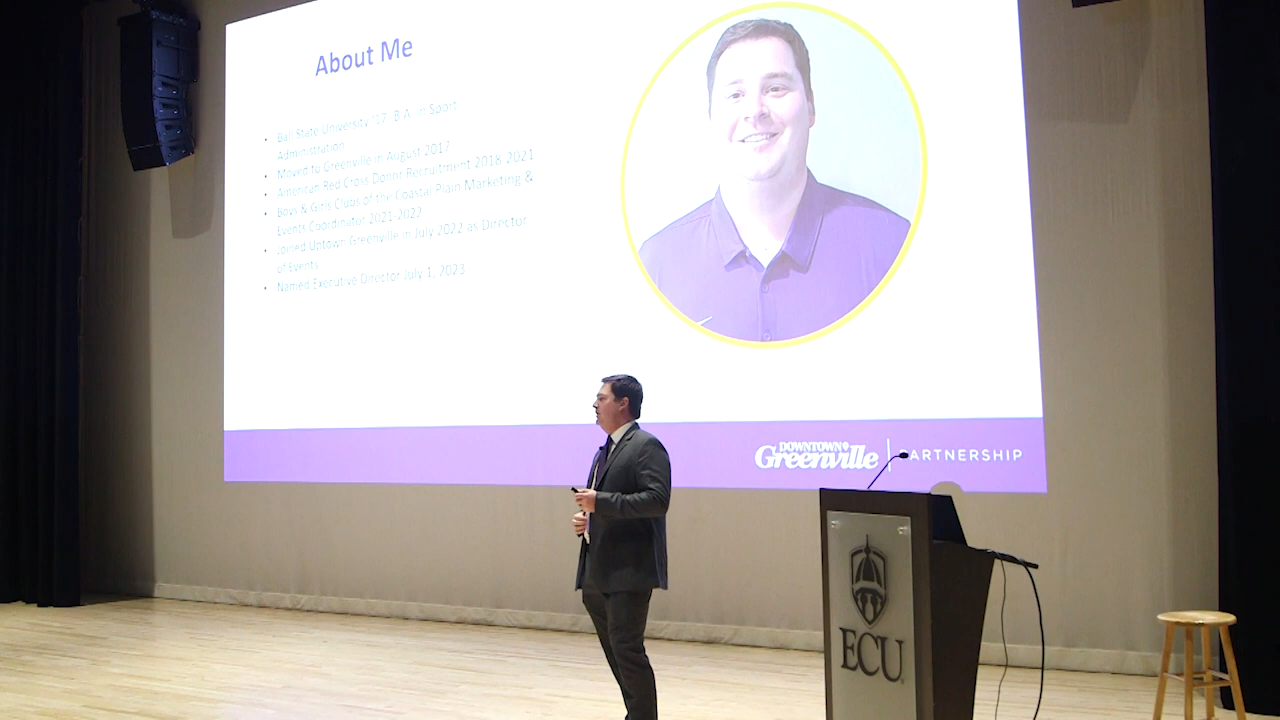 About Me
• Ball State University '17, B.A. in Sport
Administration
• Moved to Greenville in August 2017
• American Red Cross Donor Recruitment 2018-2021
• Boys & Girls Clubs of the Coastal Plain Marketing &
Events Coordinator 2021-2022
• Joined Uptown Greenville in July 2022 as Director
of Events
• Named Executive Director July 1, 2023
DOWNTOWN
Greenville
PARTNERSHIP
ECU